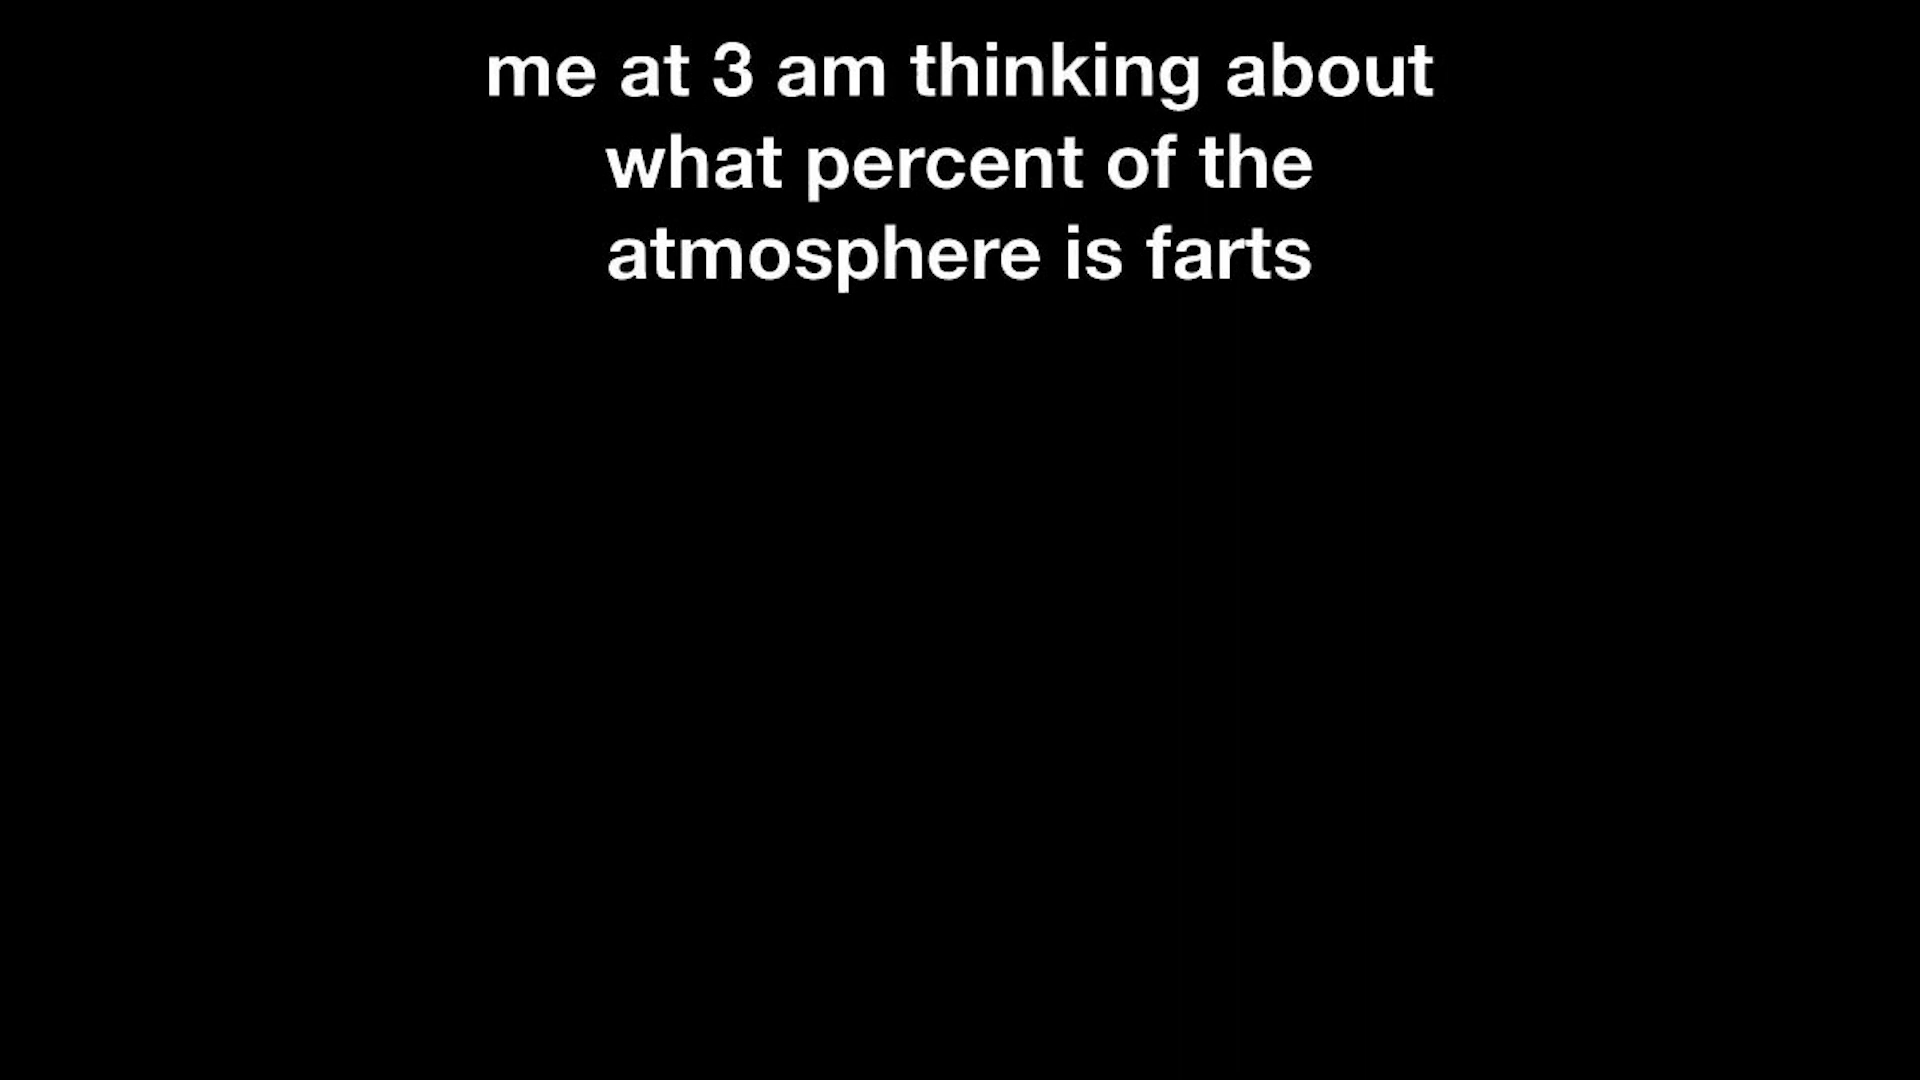 me at 3 am thinking about
what percent of the
atmosphere is farts